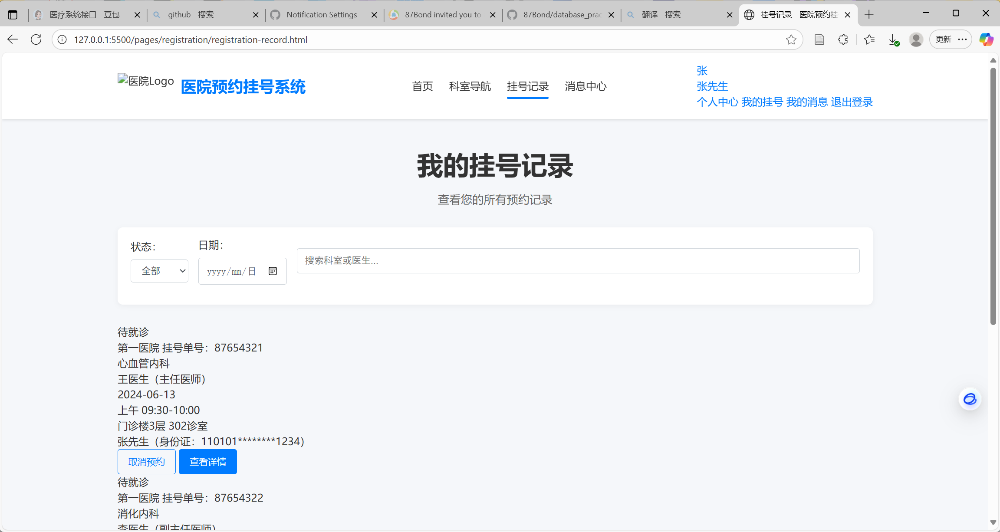 医疗系统接口 - 豆包
github - 搜索
Notification Settings
87Bond invited you to
87Bond/database_prac
翻译 - 搜索
挂号记录 - 医院预约挂
127.0.0.1:5500/pages/registration/registration-record.html
更新
医院Logo
医院预约挂号系统
首页
科室导航
挂号记录
消息中心
张
张先生
个人中心 我的挂号 我的消息 退出登录
我的挂号记录
查看您的所有预约记录
状态：
日期：
全部
yyyy/mm/日
搜索科室或医生...
待就诊
第一医院 挂号单号：87654321
心血管内科
王医生（主任医师）
2024-06-13
上午 09:30-10:00
门诊楼3层 302诊室
张先生（身份证：110101********1234）
取消预约
查看详情
待就诊
第一医院 挂号单号：87654322
消化内科
李医生（副主任医师）